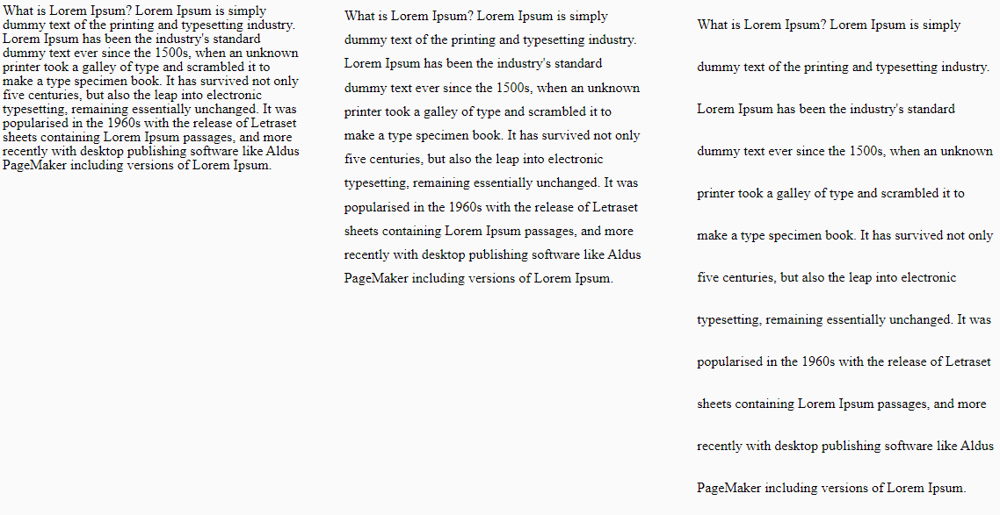 What is Lorem Ipsum? Lorem Ipsum is simply
dummy text of the printing and typesetting industry.
Lorem Ipsum has been the industry's standard
dummy text ever since the 1500s, when an unknown
printer took a galley of type and scrambled it to
make a type specimen book. It has survived not only
five centuries, but also the leap into electronic
typesetting, remaining essentially unchanged. It was
popularised in the 1960s with the release of Letraset
sheets containing Lorem Ipsum passages, and more
recently with desktop publishing software like Aldus
PageMaker including versions of Lorem Ipsum.
What is Lorem Ipsum? Lorem Ipsum is simply
dummy text of the printing and typesetting industry.
Lorem Ipsum has been the industry's standard
dummy text ever since the 1500s, when an unknown
printer took a galley of type and scrambled it to
make a type specimen book. It has survived not only
five centuries, but also the leap into electronic
typesetting, remaining essentially unchanged. It was
popularised in the 1960s with the release of Letraset
sheets containing Lorem Ipsum passages, and more
recently with desktop publishing software like Aldus
PageMaker including versions of Lorem Ipsum.
What is Lorem Ipsum? Lorem Ipsum is simply
dummy text of the printing and typesetting industry.
Lorem Ipsum has been the industry's standard
dummy text ever since the 1500s, when an unknown
printer took a galley of type and scrambled it to
make a type specimen book. It has survived not only
five centuries, but also the leap into electronic
typesetting, remaining essentially unchanged. It was
popularised in the 1960s with the release of Letraset
sheets containing Lorem Ipsum passages, and more
recently with desktop publishing software like Aldus
PageMaker including versions of Lorem Ipsum.